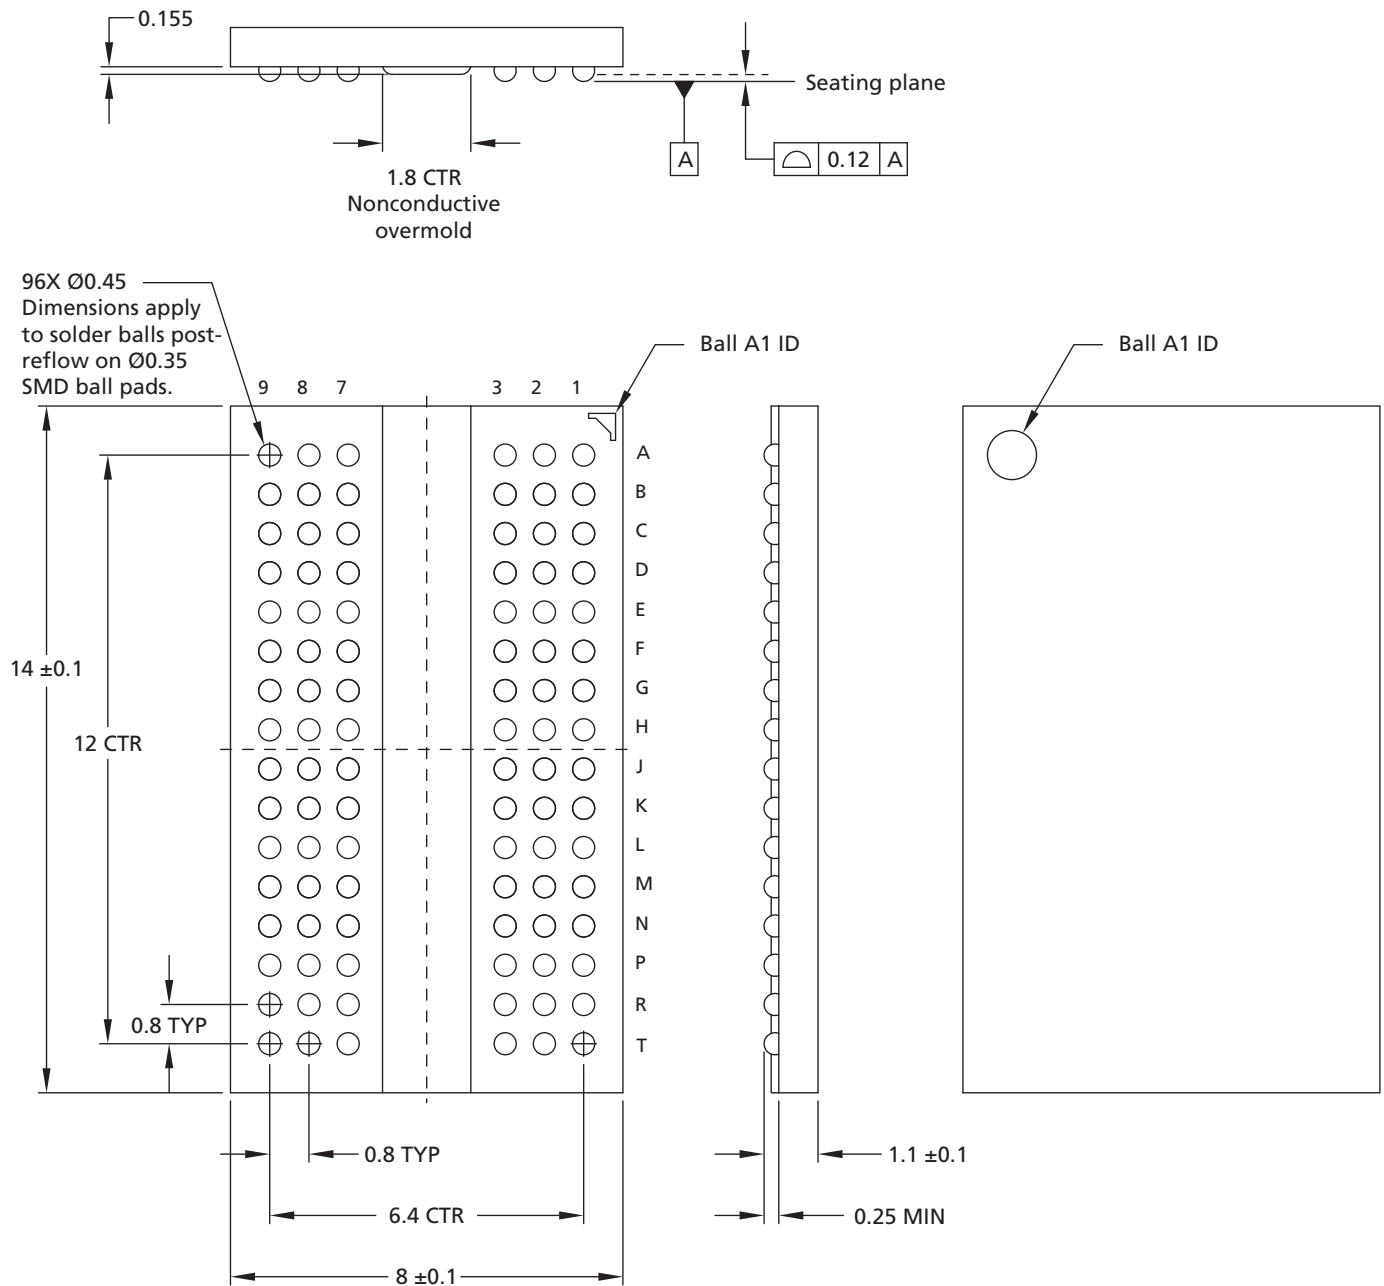 0.155
Seating plane
A
0.12 A
1.8 CTR
Nonconductive
overmold
96X Ø0.45
Dimensions apply
to solder balls post-
reflow on Ø0.35
SMD ball pads.
Ball A1 ID
Ball A1 ID
9 8 7 3 2 1
A
B
C
D
E
F
14 ±0.1
G
H
12 CTR
J
K
L
M
N
P
R
0.8 TYP
T
0.8 TYP
1.1 ±0.1
6.4 CTR
0.25 MIN
8 ±0.1